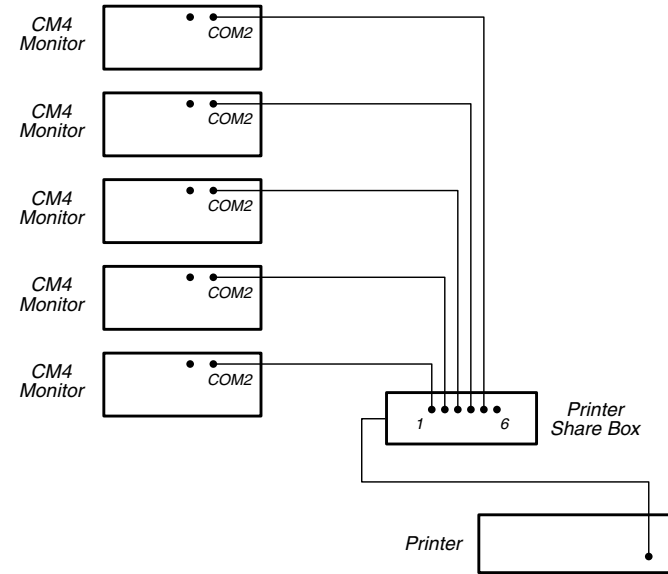 CM4
Monitor
COM2
CM4
Monitor
COM2
CM4
Monitor
COM2
CM4
Monitor
COM2
CM4
Monitor
COM2
1
6
Printer
Share Box
Printer